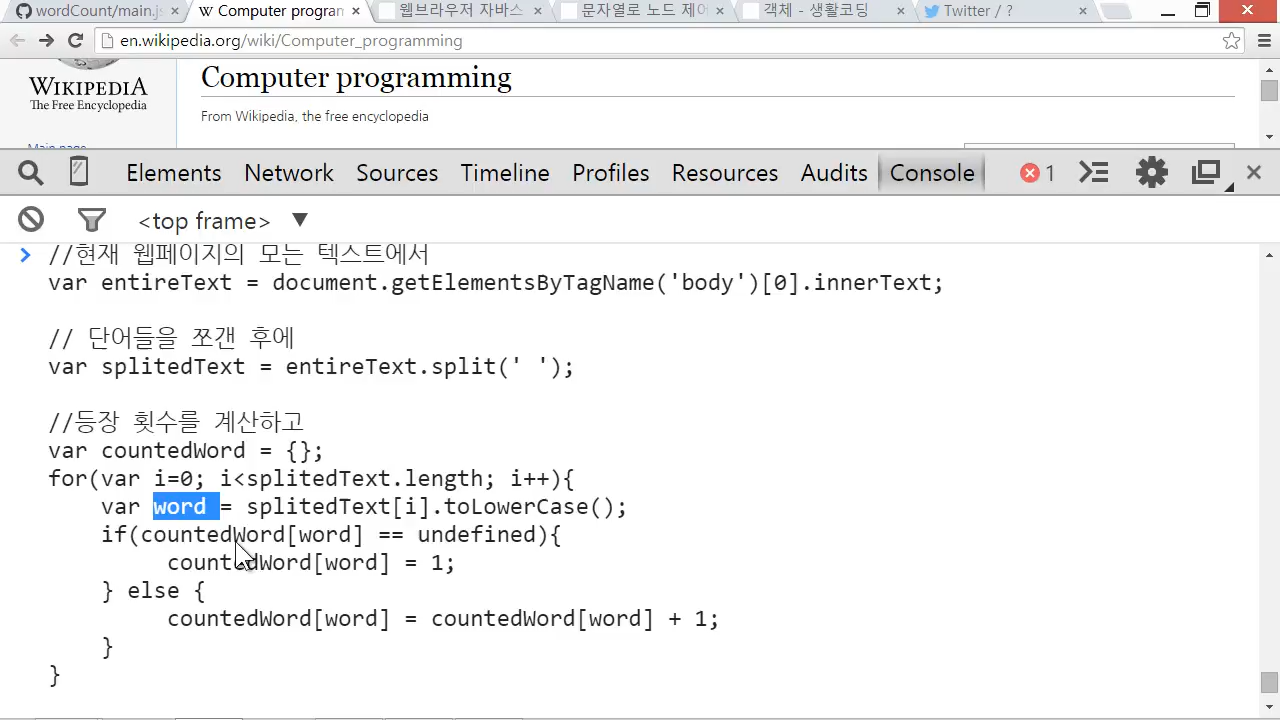 wordCount/main.js
Computer program
웹브라우저 자바스
문자열로 노드 제어
객체 - 생활코딩
Twitter / ?
en.wikipedia.org/wiki/Computer_programming
WIKIPEDIA
The Free Encyclopedia
Main page
Computer programming
From Wikipedia, the free encyclopedia
Elements Network Sources Timeline Profiles Resources Audits Console 1
<top frame>
//현재 웹페이지의 모든 텍스트에서
var entireText = document.getElementsByTagName('body')[0].innerText;
// 단어들을 쪼갠 후에
var splitedText = entireText.split(' ');
//등장 횟수를 계산하고
var countedWord = {};
for(var i=0; i<splitedText.length; i++){
var word = splitedText[i].toLowerCase();
if(countedWord[word] == undefined){
countedWord[word] = 1;
} else {
countedWord[word] = countedWord[word] + 1;
}
}